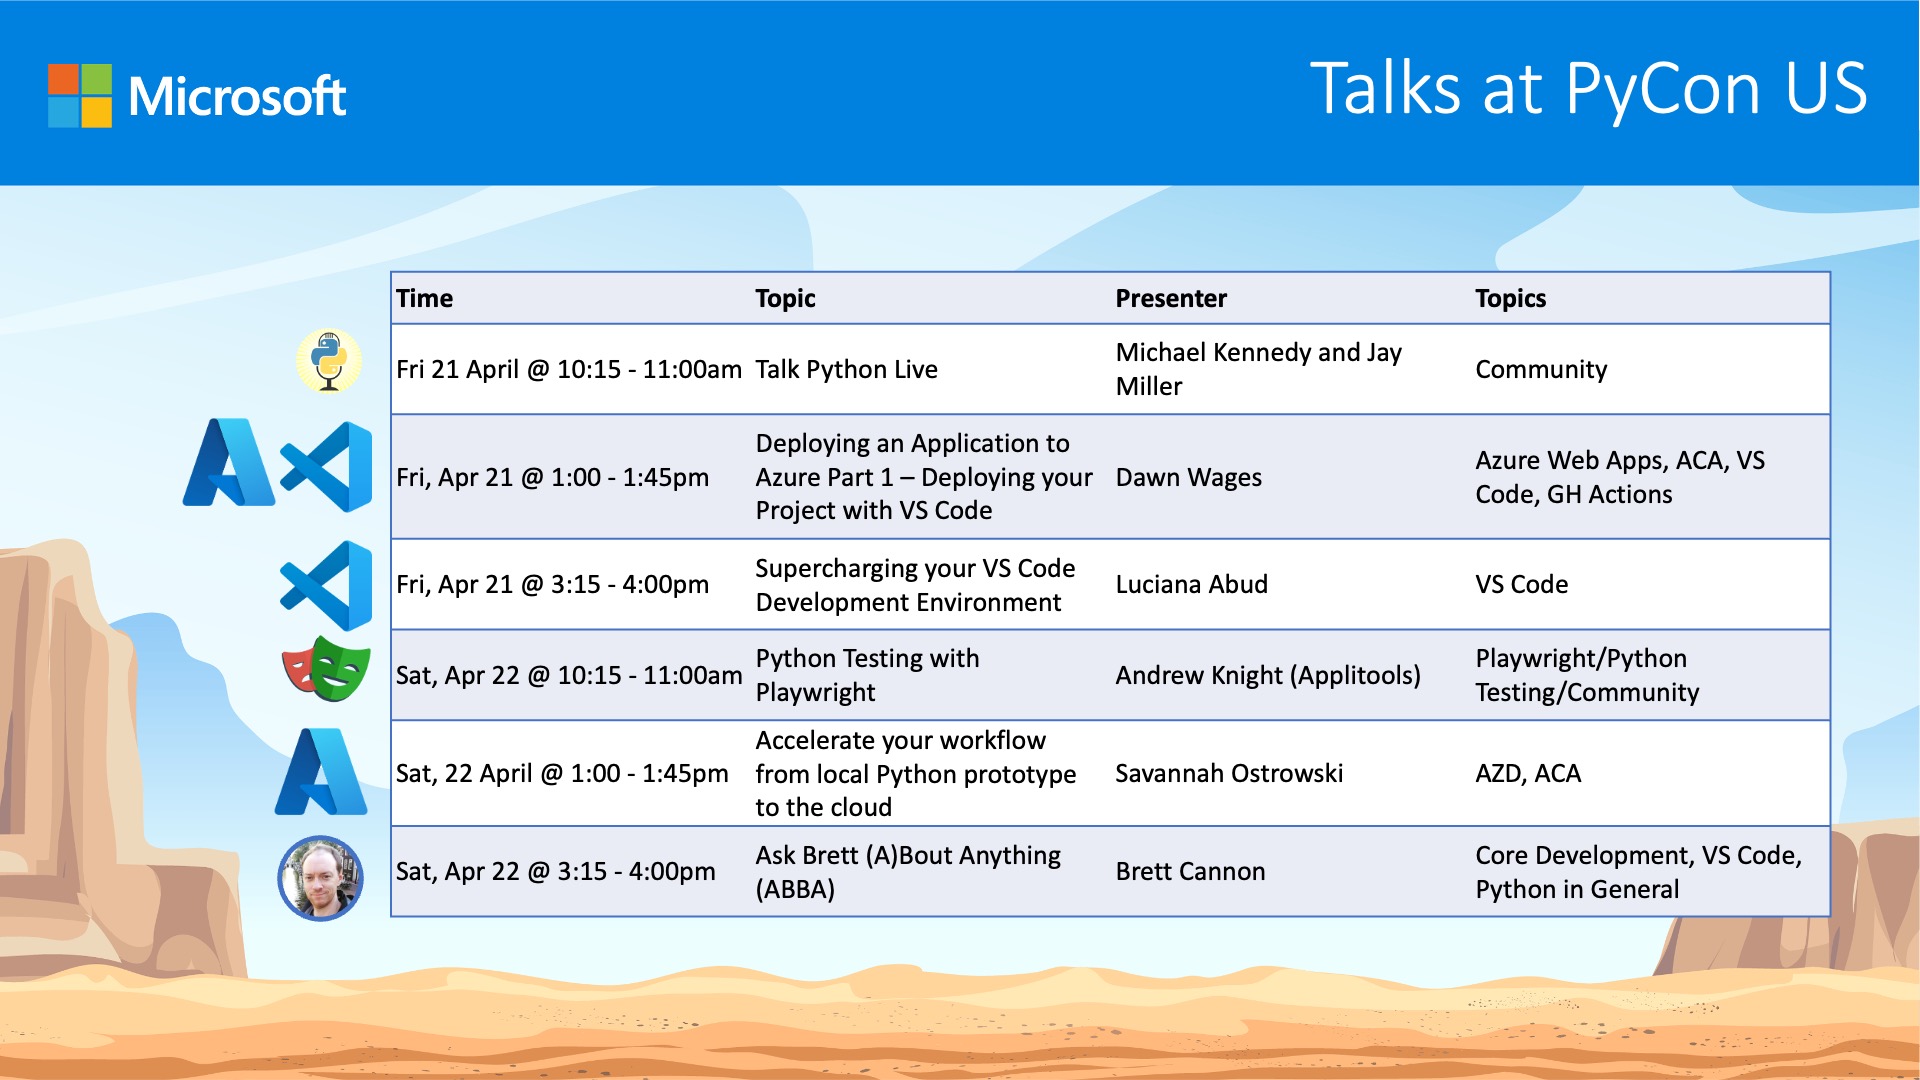 Microsoft
Talks at PyCon US
Time Topic Presenter Topics
Fri 21 April @ 10:15 - 11:00am Talk Python Live Michael Kennedy and Jay
Miller Community
Fri, Apr 21 @ 1:00 - 1:45pm Deploying an Application to
Azure Part 1 – Deploying your
Project with VS Code Dawn Wages Azure Web Apps, ACA, VS
Code, GH Actions
Fri, Apr 21 @ 3:15 - 4:00pm Supercharging your VS Code
Development Environment Luciana Abud VS Code
Sat, Apr 22 @ 10:15 - 11:00am Python Testing with
Playwright Andrew Knight (Applitools) Playwright/Python
Testing/Community
Sat, 22 April @ 1:00 - 1:45pm Accelerate your workflow
from local Python prototype
to the cloud Savannah Ostrowski AZD, ACA
Sat, Apr 22 @ 3:15 - 4:00pm Ask Brett (A)Bout Anything
(ABBA) Brett Cannon Core Development, VS Code,
Python in General